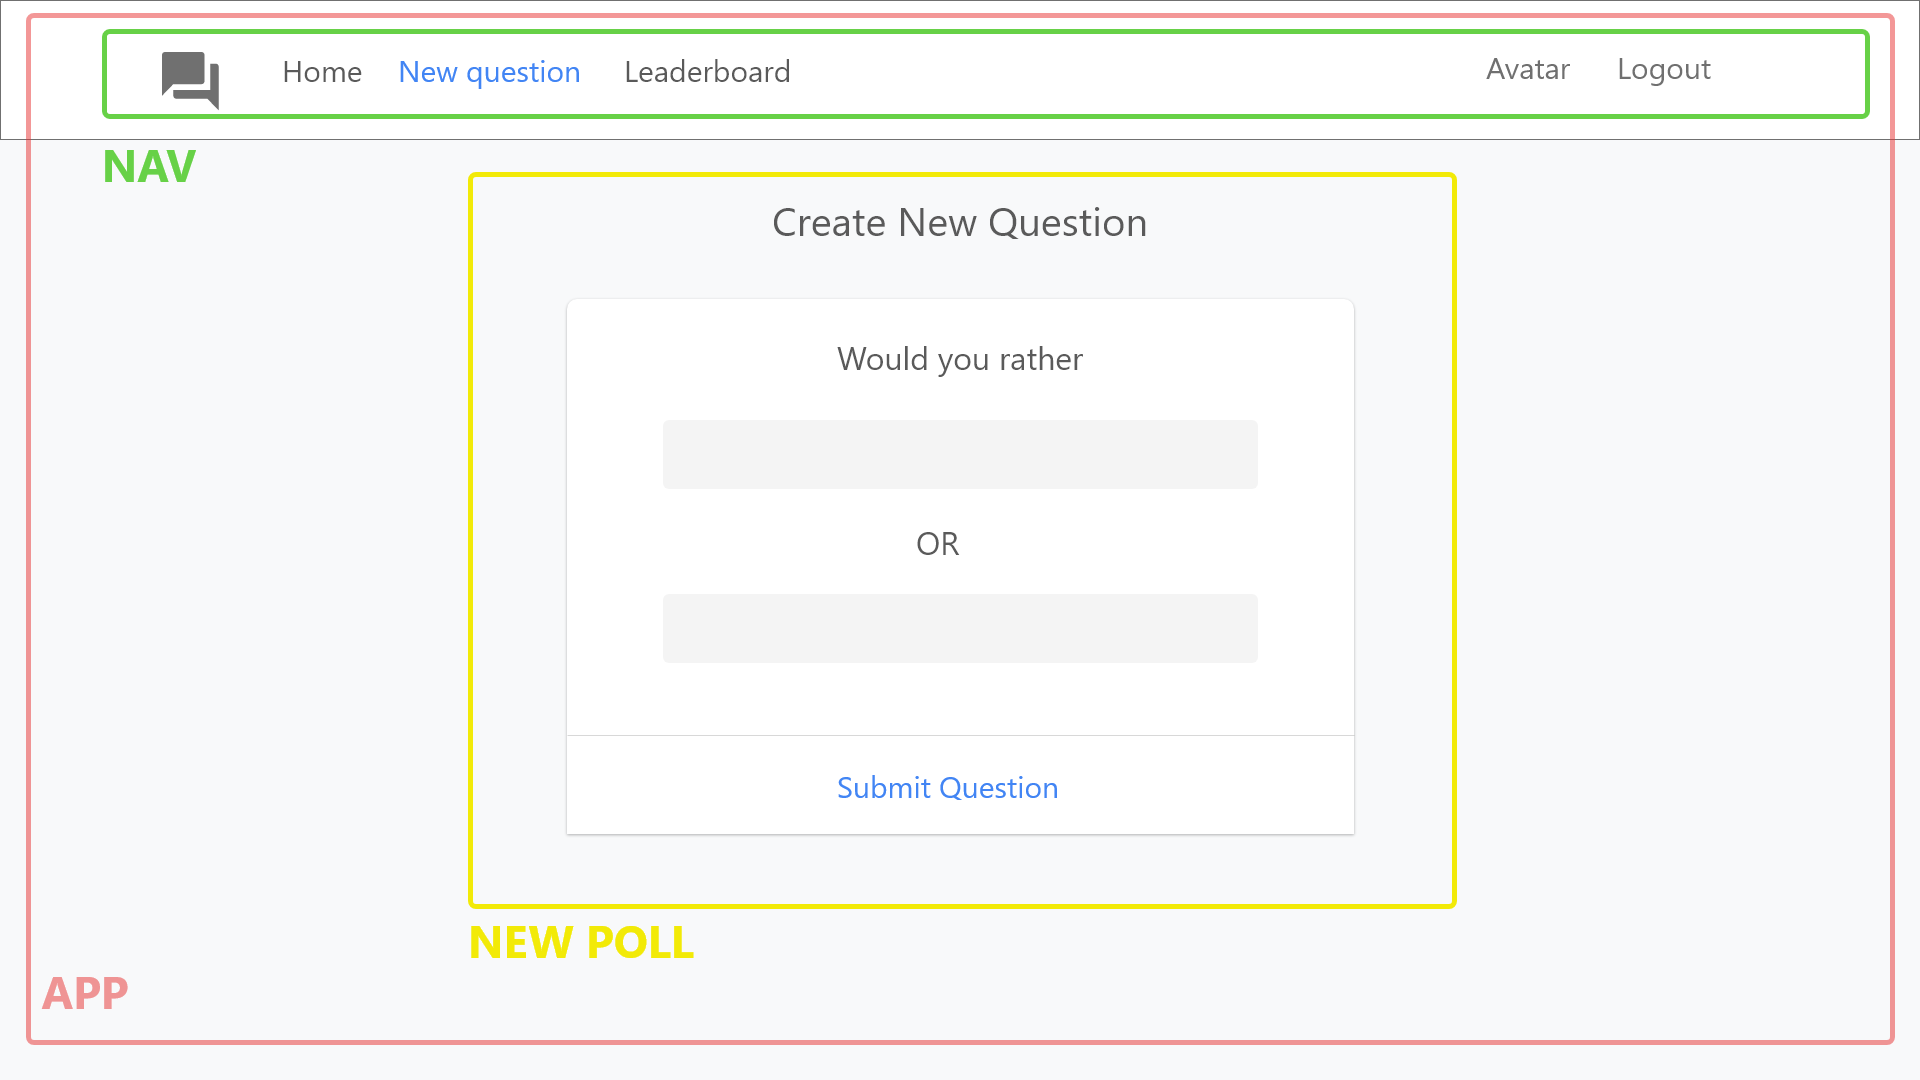 Home New question Leaderboard Avatar Logout
NAV
Create New Question
Would you rather
OR
Submit Question
NEW POLL
APP